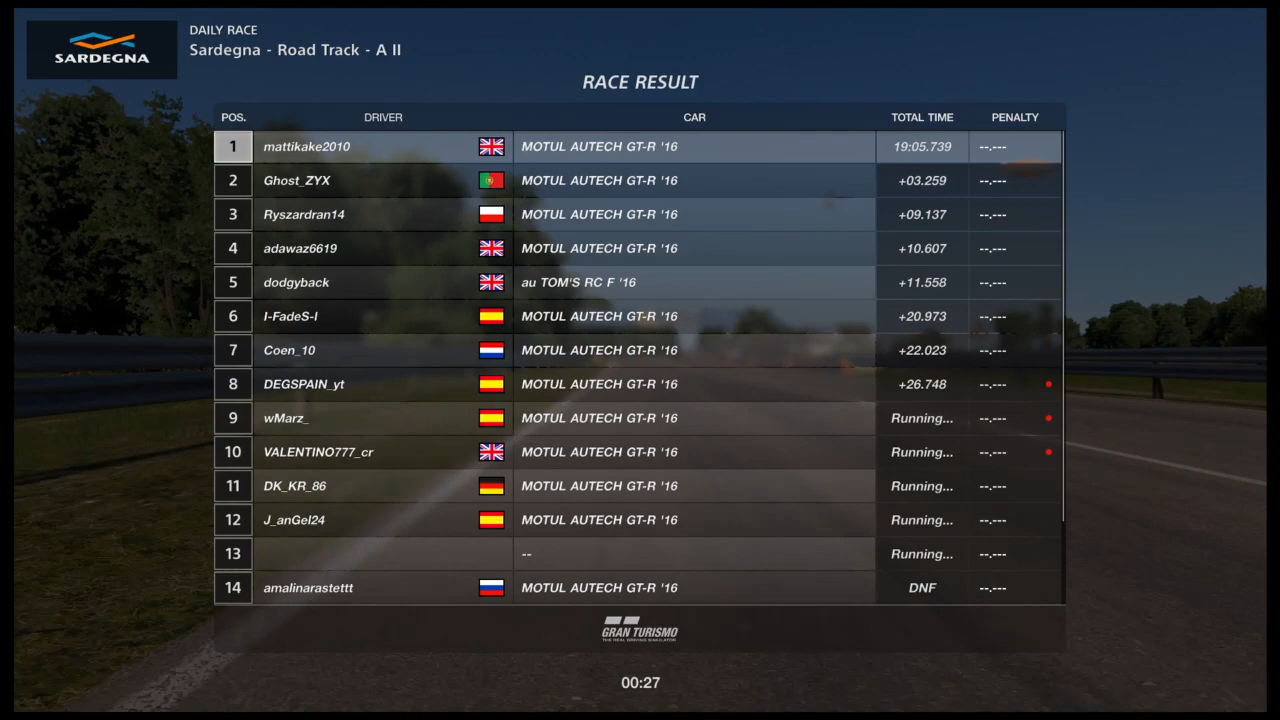 DAILY RACE
SARDEGNA
Sardegna - Road Track - A II
RACE RESULT
POS. DRIVER CAR TOTAL TIME PENALTY
1 mattikake2010 MOTUL AUTECH GT-R '16 19:05.739 --.---
2 Ghost_ZYX MOTUL AUTECH GT-R '16 +03.259 --.---
3 Ryszardran14 MOTUL AUTECH GT-R '16 +09.137 --.---
4 adawaz6619 MOTUL AUTECH GT-R '16 +10.607 --.---
5 dodgyback au TOM'S RC F '16 +11.558 --.---
6 I-FadeS-I MOTUL AUTECH GT-R '16 +20.973 --.---
7 Coen_10 MOTUL AUTECH GT-R '16 +22.023 --.---
8 DEGSPAIN_yt MOTUL AUTECH GT-R '16 +26.748 --.---
9 wMarz_ MOTUL AUTECH GT-R '16 Running... --.---
10 VALENTINO777_cr MOTUL AUTECH GT-R '16 Running... --.---
11 DK_KR_86 MOTUL AUTECH GT-R '16 Running... --.---
12 J_anGel24 MOTUL AUTECH GT-R '16 Running... --.---
13 -- Running... --.---
14 amalinarastettt MOTUL AUTECH GT-R '16 DNF --.---
GRAN TURISMO
THE REAL DRIVING SIMULATOR
00:27